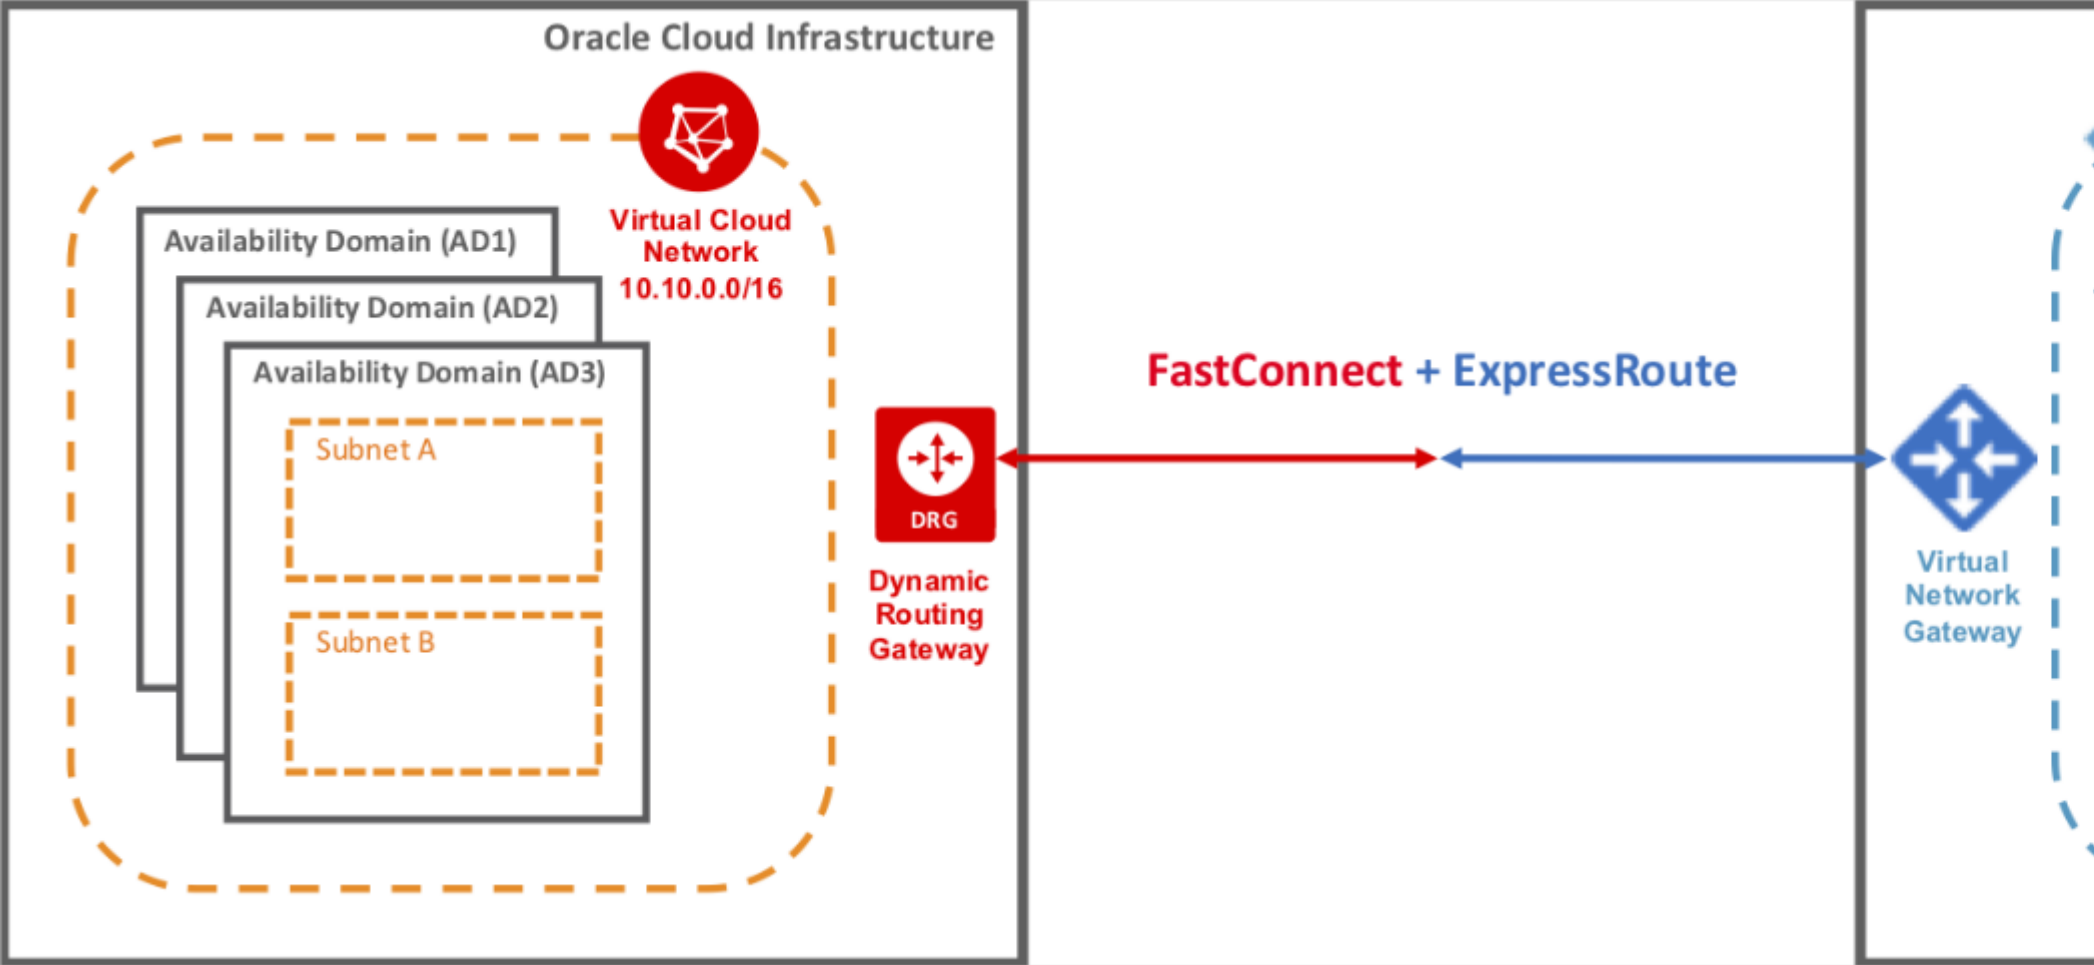 Oracle Cloud Infrastructure
Virtual Cloud
Network
10.10.0.0/16
Availability Domain (AD1)
Availability Domain (AD2)
Availability Domain (AD3)
Subnet A
Subnet B
DRG
Dynamic
Routing
Gateway
FastConnect + ExpressRoute
Virtual
Network
Gateway